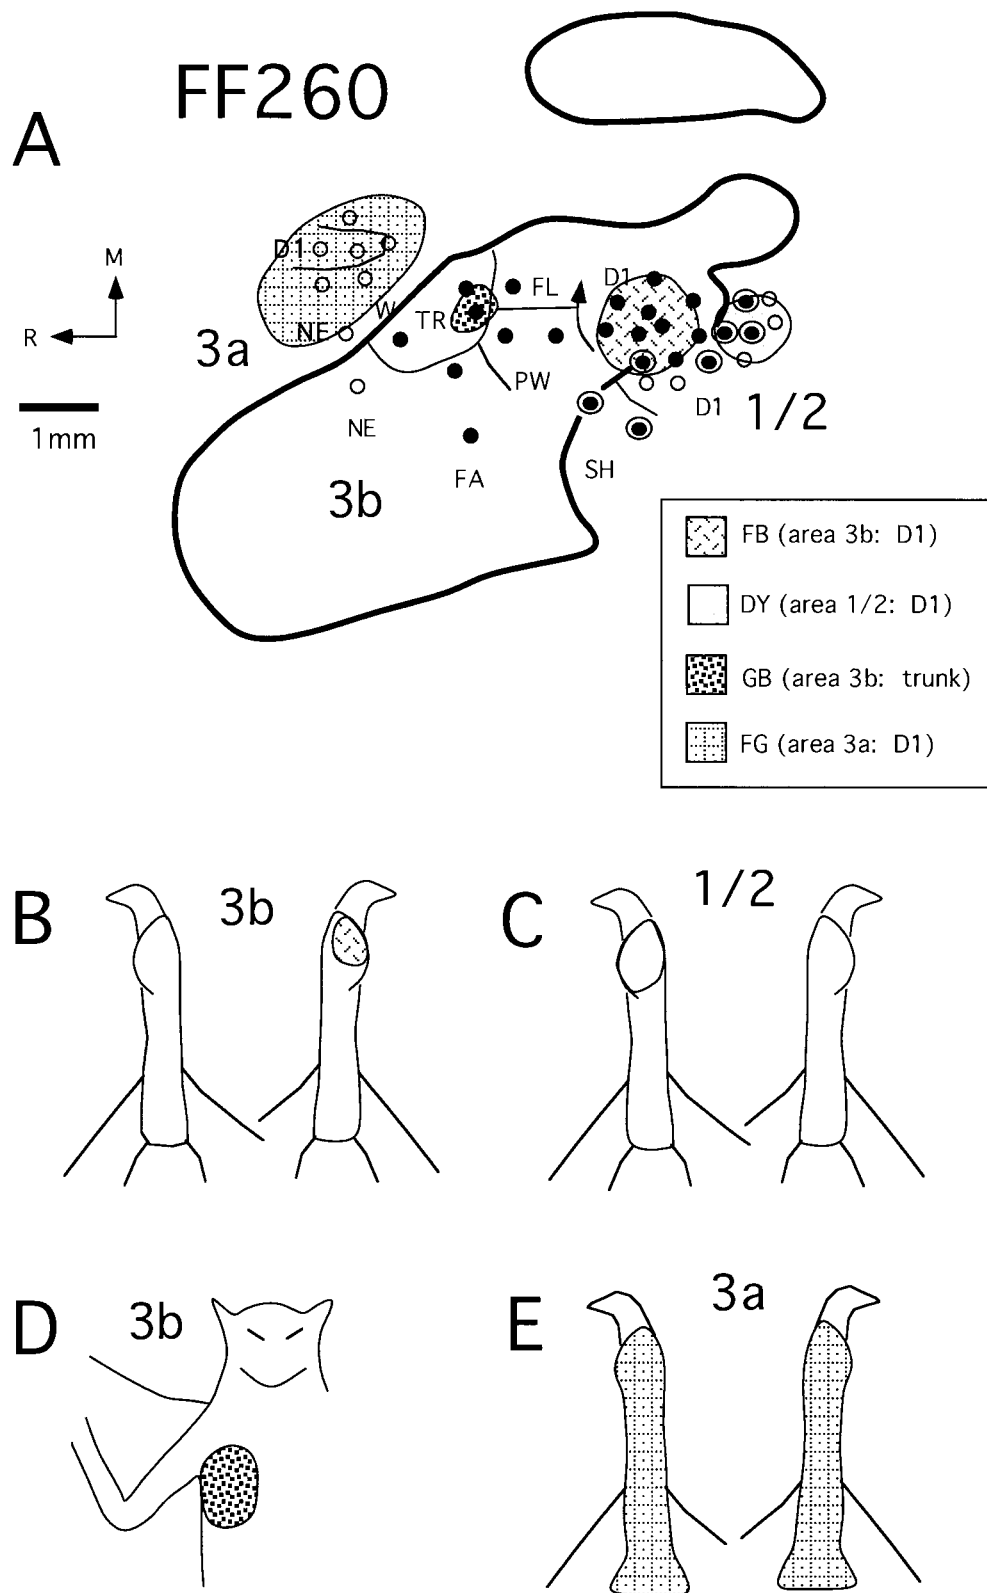 FF260
A
M
R
1mm
D1
NE
W
3a
TR
FL
D1
PW
NE
FA
3b
SH
D1
1/2
FB (area 3b: D1)
DY (area 1/2: D1)
GB (area 3b: trunk)
FG (area 3a: D1)
B
3b
C
1/2
D
3b
E
3a